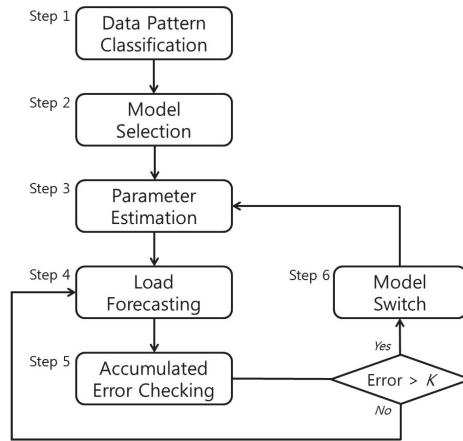 Step 1
Data Pattern
Classification
Step 2
Model
Selection
Step 3
Parameter
Estimation
Step 4
Load
Forecasting
Step 6
Model
Switch
Step 5
Accumulated
Error Checking
Yes
Error > K
No